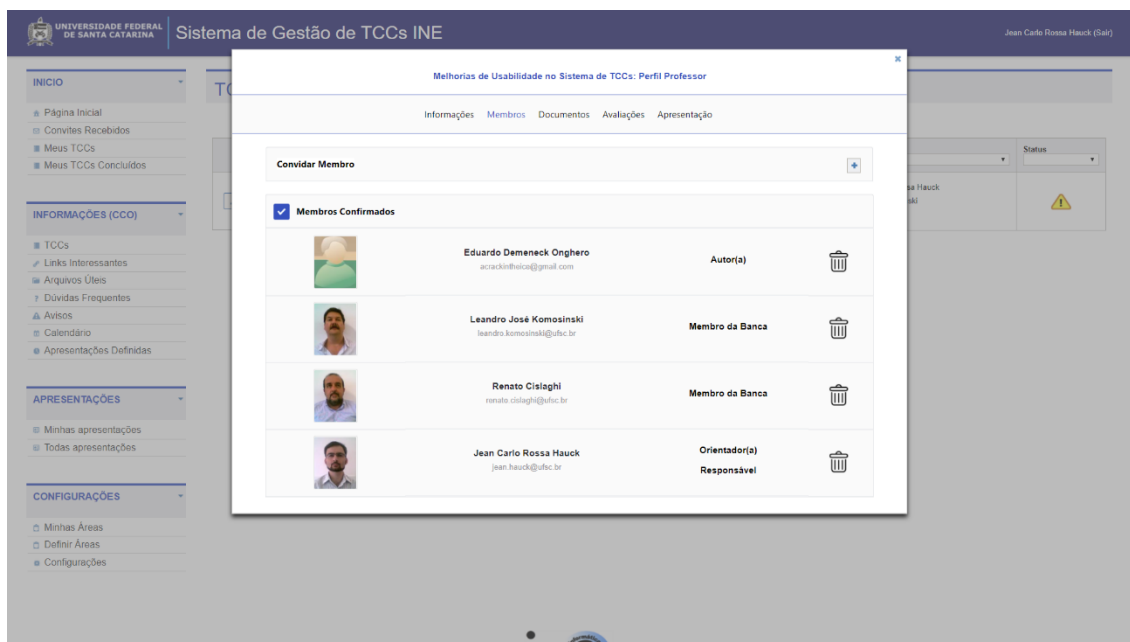 UNIVERSIDADE FEDERAL
DE SANTA CATARINA
Sistema de Gestão de TCCs INE
Jean Carlo Rossa Hauck (Sair)
INICIO
Página Inicial
Convites Recebidos
Meus TCCs
Meus TCCs Concluídos
INFORMAÇÕES (CCO)
TCCs
Links Interessantes
Arquivos Úteis
Dúvidas Frequentes
Avisos
Calendário
Apresentações Definidas
APRESENTAÇÕES
Minhas apresentações
Todas apresentações
CONFIGURAÇÕES
Minhas Áreas
Definir Áreas
Configurações
Melhorias de Usabilidade no Sistema de TCCs: Perfil Professor
Informações Membros Documentos Avaliações Apresentação
Convidar Membro
Membros Confirmados
Eduardo Demeneck Onghero
acrackintheice@gmail.com
Autor(a)
Leandro José Komosinski
leandro.komosinski@ufsc.br
Membro da Banca
Renato Cislaghi
renato.cislaghi@ufsc.br
Membro da Banca
Jean Carlo Rossa Hauck
jean.hauck@ufsc.br
Orientador(a)
Responsável
Status
Hauck